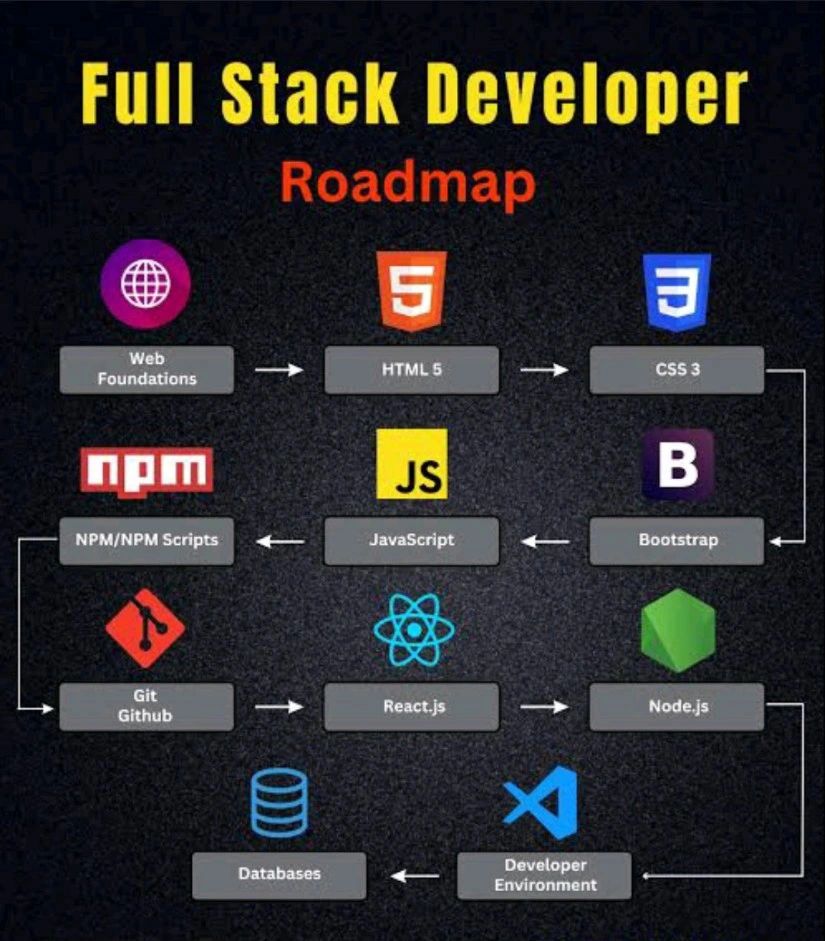 Full Stack Developer
Roadmap
Web
Foundations
HTML 5
CSS 3
npm
JS
B
NPM/NPM Scripts
JavaScript
Bootstrap
Git
Github
React.js
Node.js
Databases
Developer
Environment